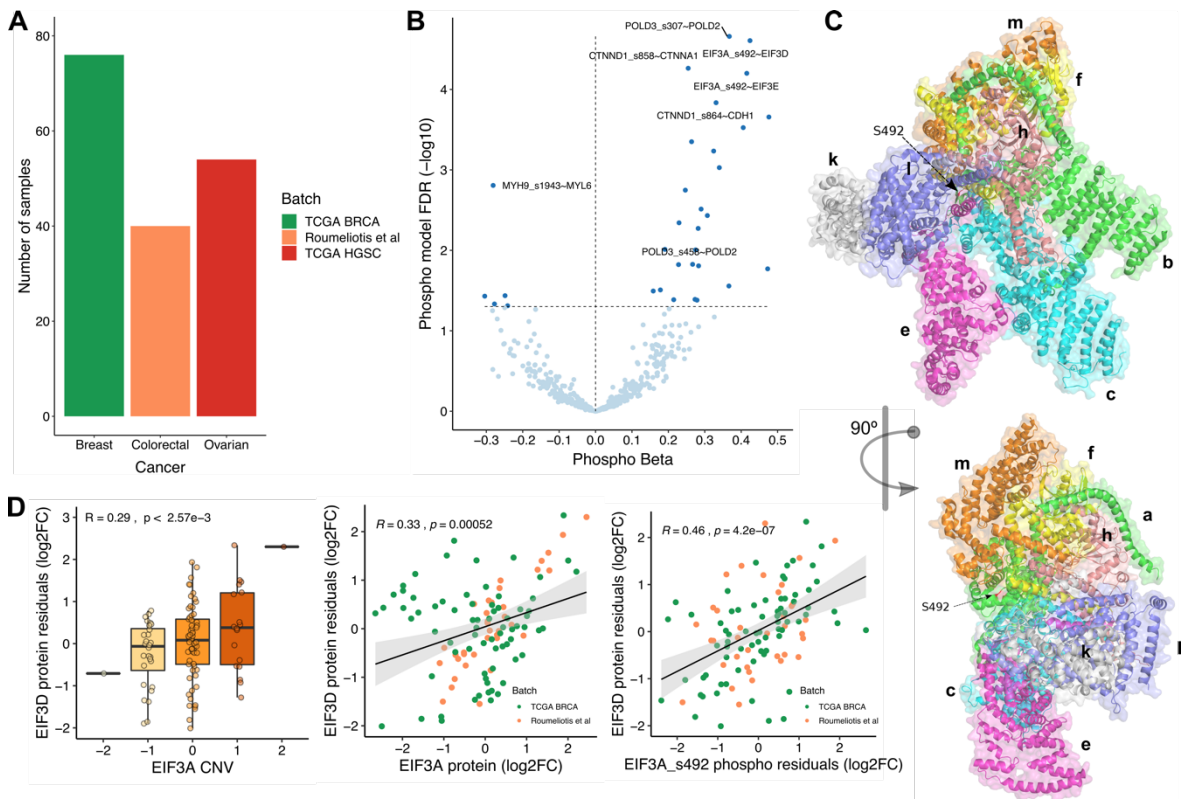 A
Number of samples
80
60
40
20
0
Breast
Colorectal
Ovarian
Cancer
Batch
TCGA BRCA
Roumeliotis et al
TCGA HGSC
B
Phospho model FDR (−log10)
4
3
2
1
0
−0.3
−0.2
−0.1
0.0
0.1
0.2
0.3
0.4
0.5
Phospho Beta
POLD3_s307~POLD2
CTNND1_s858~CTNNA1
EIF3A_s492~EIF3D
EIF3A_s492~EIF3E
CTNND1_s864~CDH1
MYH9_s1943~MYL6
POLD3_s458~POLD2
C
m
f
h
S492
k
l
b
e
c
90º
m
f
a
h
S492
k
l
c
e
D
R = 0.29 , p < 2.57e−3
EIF3D protein residuals (log2FC)
3
2
1
0
−1
−2
−2
−1
0
1
2
EIF3A CNV
R = 0.33 , p = 0.00052
EIF3D protein residuals (log2FC)
2
1
0
−1
−2
−2
0
2
EIF3A protein (log2FC)
Batch
TCGA BRCA
Roumeliotis et al
R = 0.46 , p = 4.2e−07
EIF3D protein residuals (log2FC)
2
1
0
−1
−2
−2
−1
0
1
2
EIF3A_s492 phospho residuals (log2FC)
Batch
TCGA BRCA
Roumeliotis et al